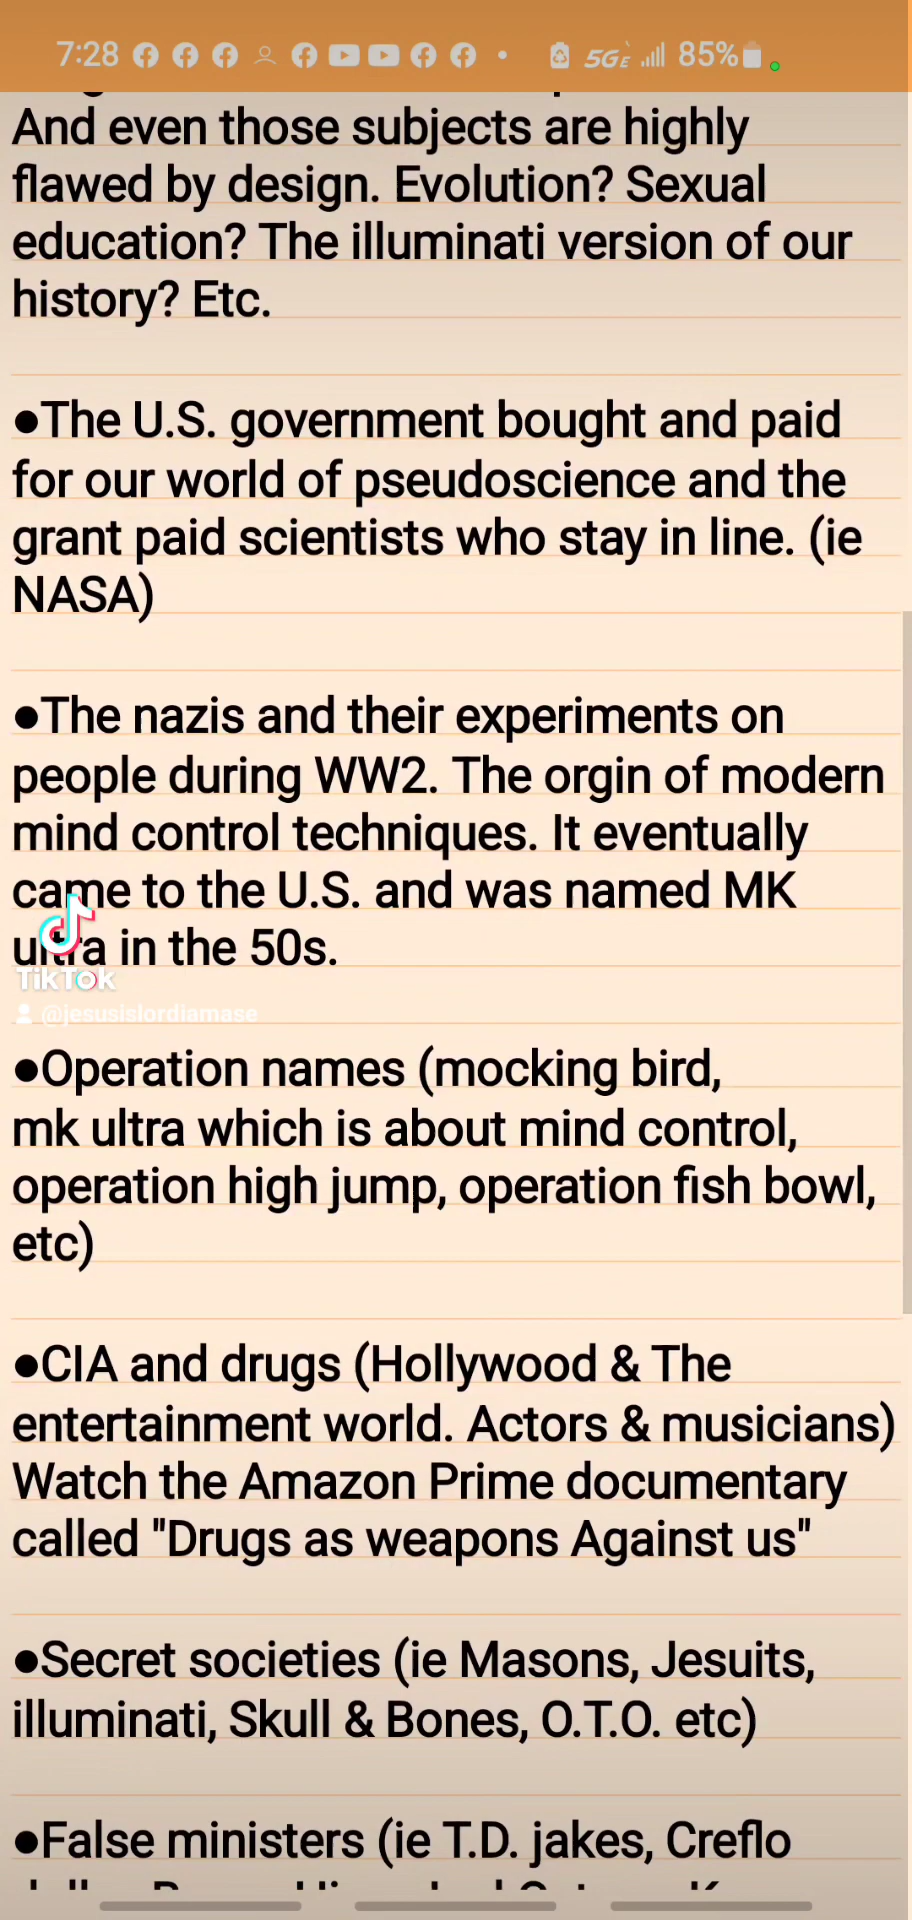 7:28 5GE 85%
And even those subjects are highly
flawed by design. Evolution? Sexual
education? The illuminati version of our
history? Etc.
●The U.S. government bought and paid
for our world of pseudoscience and the
grant paid scientists who stay in line. (ie
NASA)
●The nazis and their experiments on
people during WW2. The orgin of modern
mind control techniques. It eventually
came to the U.S. and was named MK
ultra in the 50s.
TikTok
@jesusislordiamase
●Operation names (mocking bird,
mk ultra which is about mind control,
operation high jump, operation fish bowl,
etc)
●CIA and drugs (Hollywood & The
entertainment world. Actors & musicians)
Watch the Amazon Prime documentary
called "Drugs as weapons Against us"
●Secret societies (ie Masons, Jesuits,
illuminati, Skull & Bones, O.T.O. etc)
●False ministers (ie T.D. jakes, Creflo